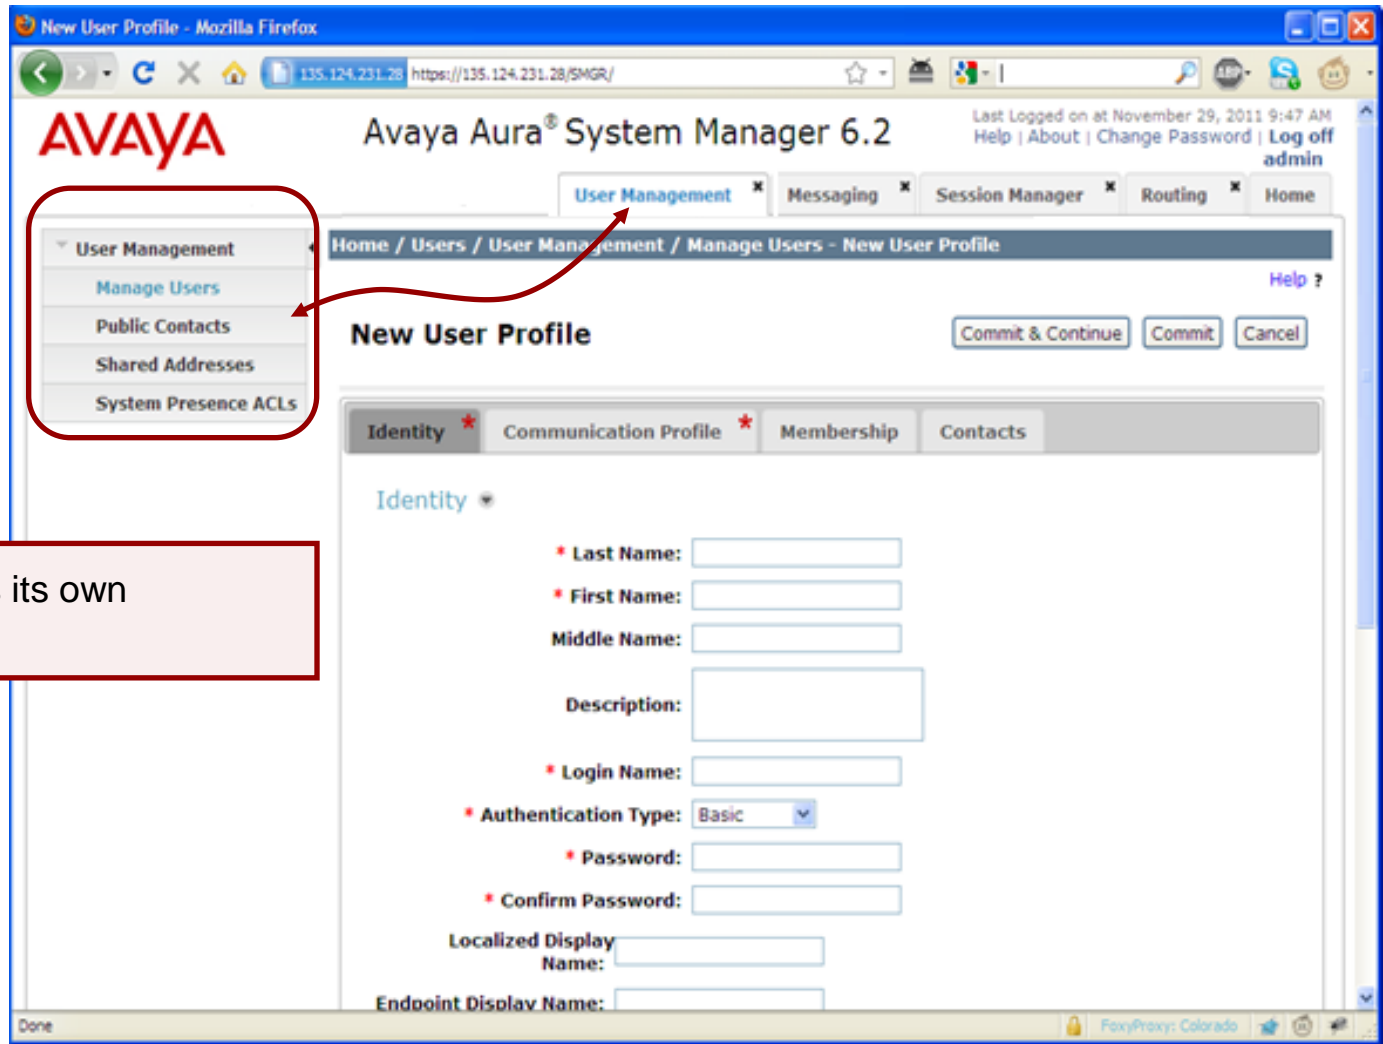 New User Profile - Mozilla Firefox
135.124.231.28 https://135.124.231.28/SMGR/
ABP
AVAYA
Avaya Aura® System Manager 6.2
Last Logged on at November 29, 2011 9:47 AM
Help | About | Change Password | Log off
admin
User Management
Messaging
Session Manager
Routing
Home
User Management
Manage Users
Public Contacts
Shared Addresses
System Presence ACLs
Home / Users / User Management / Manage Users - New User Profile
Help ?
New User Profile
Commit & Continue
Commit
Cancel
Identity *
Communication Profile *
Membership
Contacts
Identity
its own
* Last Name:
* First Name:
Middle Name:
Description:
* Login Name:
* Authentication Type: Basic
* Password:
* Confirm Password:
Localized Display
Name:
Endpoint Display Name:
Done
FoxyProxy: Colorado